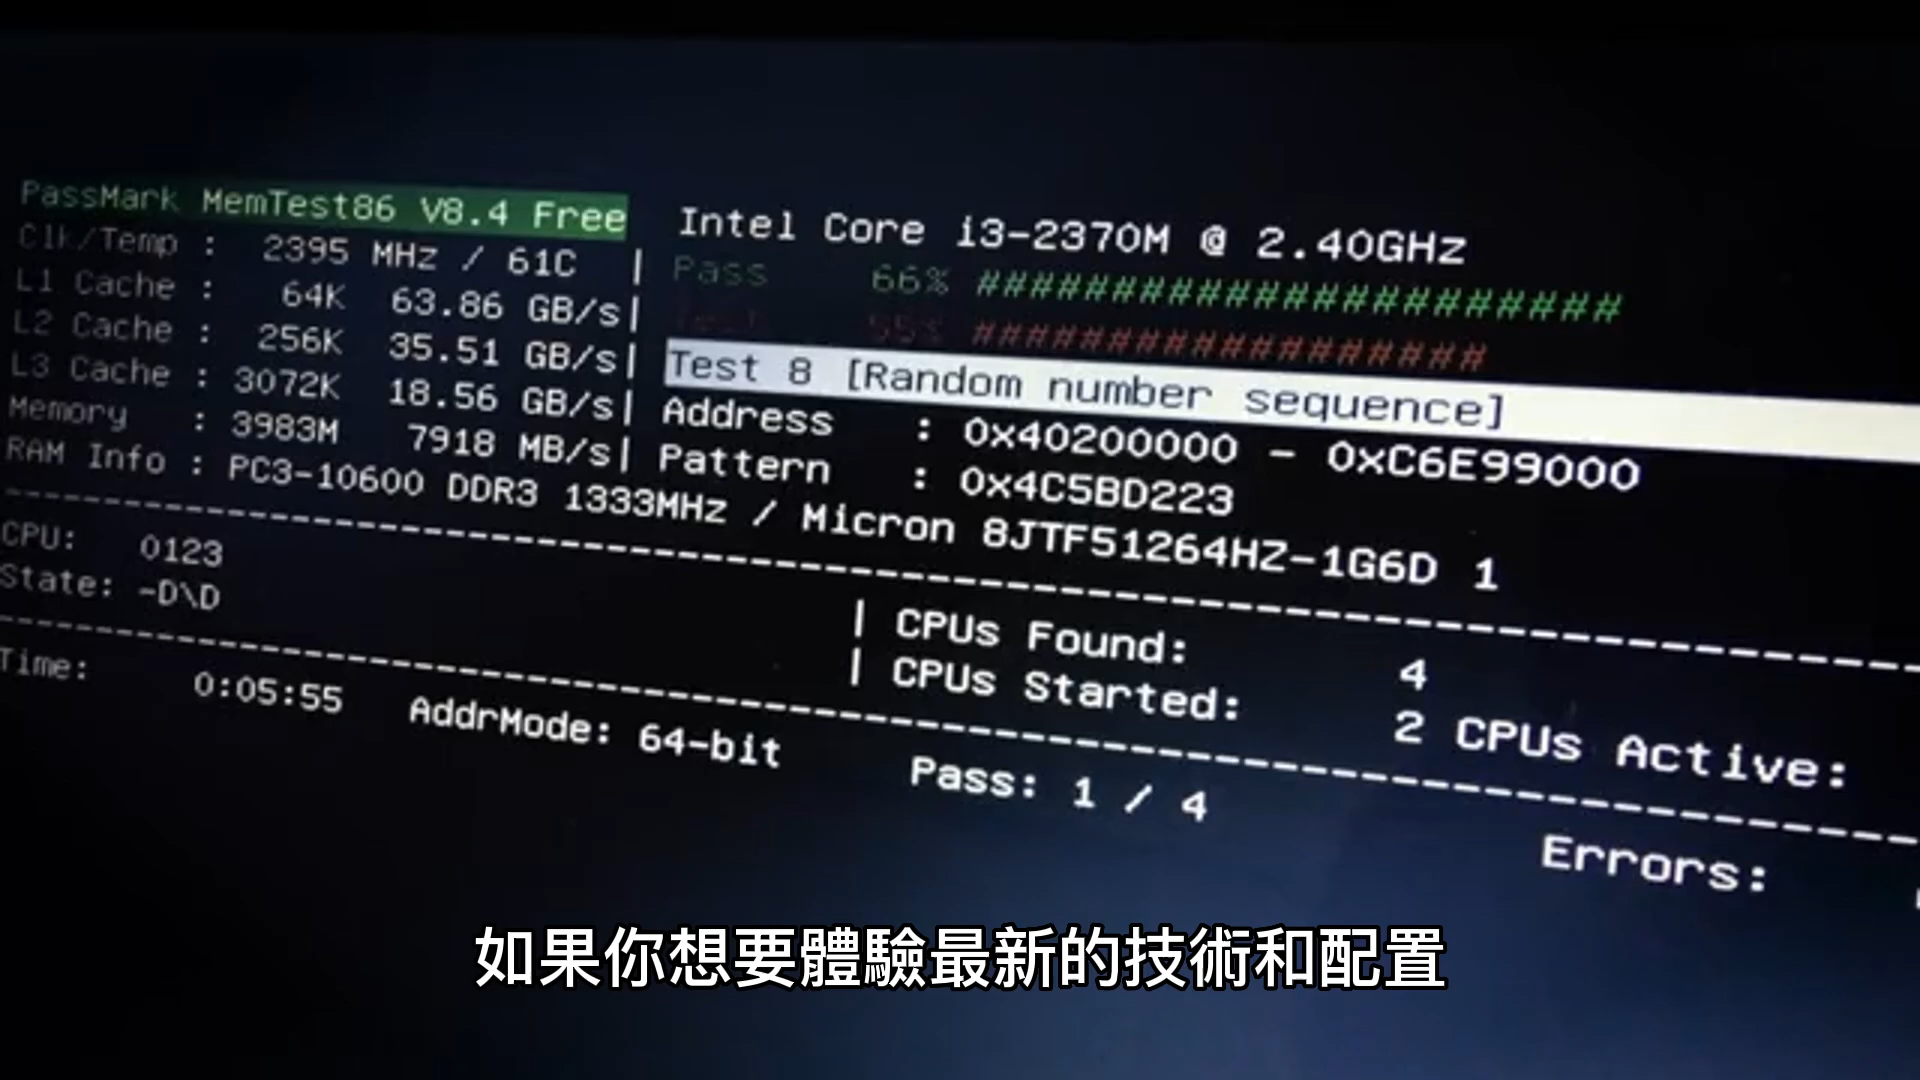 PassMark MemTest86 V8.4 Free
Intel Core i3-2370M @ 2.40GHz
Clk/Temp : 2395 MHz / 61C |
Pass 66% ########################
L1 Cache : 64K 63.86 GB/s|
Test 55% ###################
L2 Cache : 256K 35.51 GB/s|
Test 8 [Random number sequence]
L3 Cache : 3072K 18.56 GB/s|
Address : 0x40200000 - 0xC6E99000
Memory : 3983M 7918 MB/s|
Pattern : 0x4C5BD223
RAM Info : PC3-10600 DDR3 1333MHz / Micron 8JTF51264HZ-1G6D 1
CPU: 0123
| CPUs Found: 4
State: -D\D
| CPUs Started: 2 CPUs Active:
Time: 0:05:55 AddrMode: 64-bit Pass: 1 / 4 Errors:
如果你想要體驗最新的技術和配置